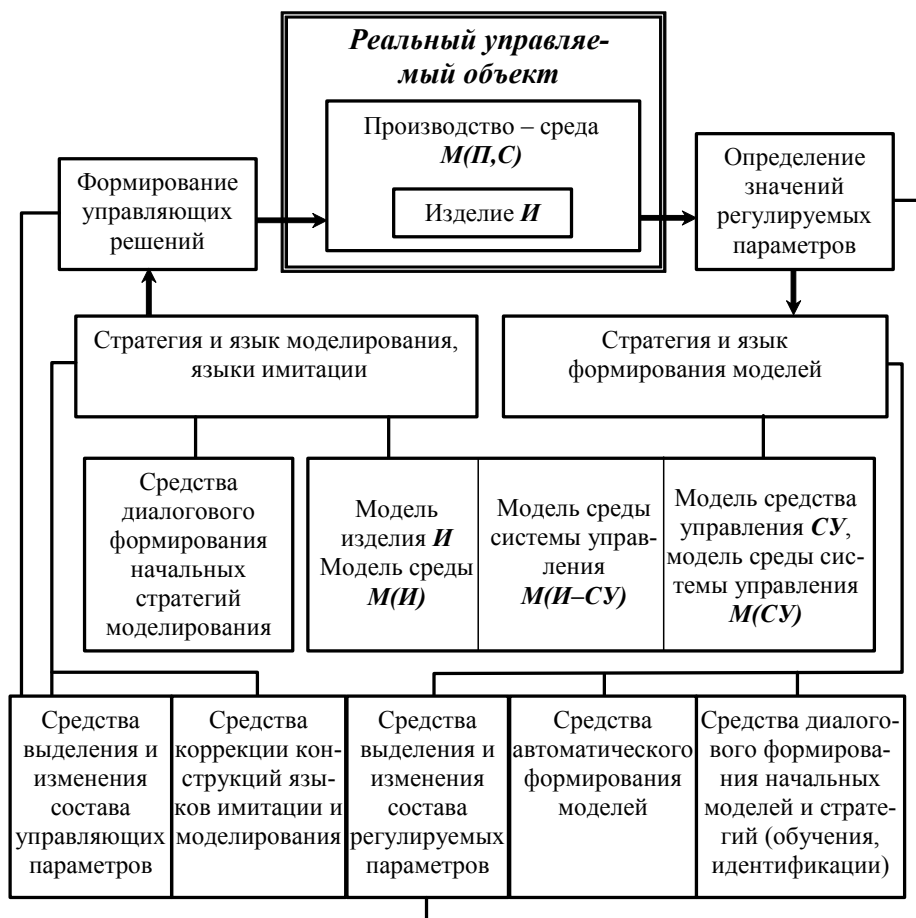 Реальный управляе-
мый объект
Производство – среда
М(П,С)
Изделие И
Формирование
управляющих
решений
Определение
значений
регулируемых
параметров
Стратегия и язык моделирования,
языки имитации
Стратегия и язык
формирования моделей
Средства
диалогового
формирования
начальных
стратегий
моделирования
Модель
изделия И
Модель среды
М(И)
Модель среды
системы управ-
ления
М(И–СУ)
Модель средства
управления СУ,
модель среды сис-
темы управления
М(СУ)
Средства
выделения и
изменения
состава
управляющих
параметров
Средства
коррекции кон-
струкций язы-
ков имитации и
моделирования
Средства
выделения и
изменения
состава
регулируемых
параметров
Средства
автоматического
формирования
моделей
Средства диалого-
вого формирова-
ния начальных
моделей и страте-
гий (обучения,
идентификации)